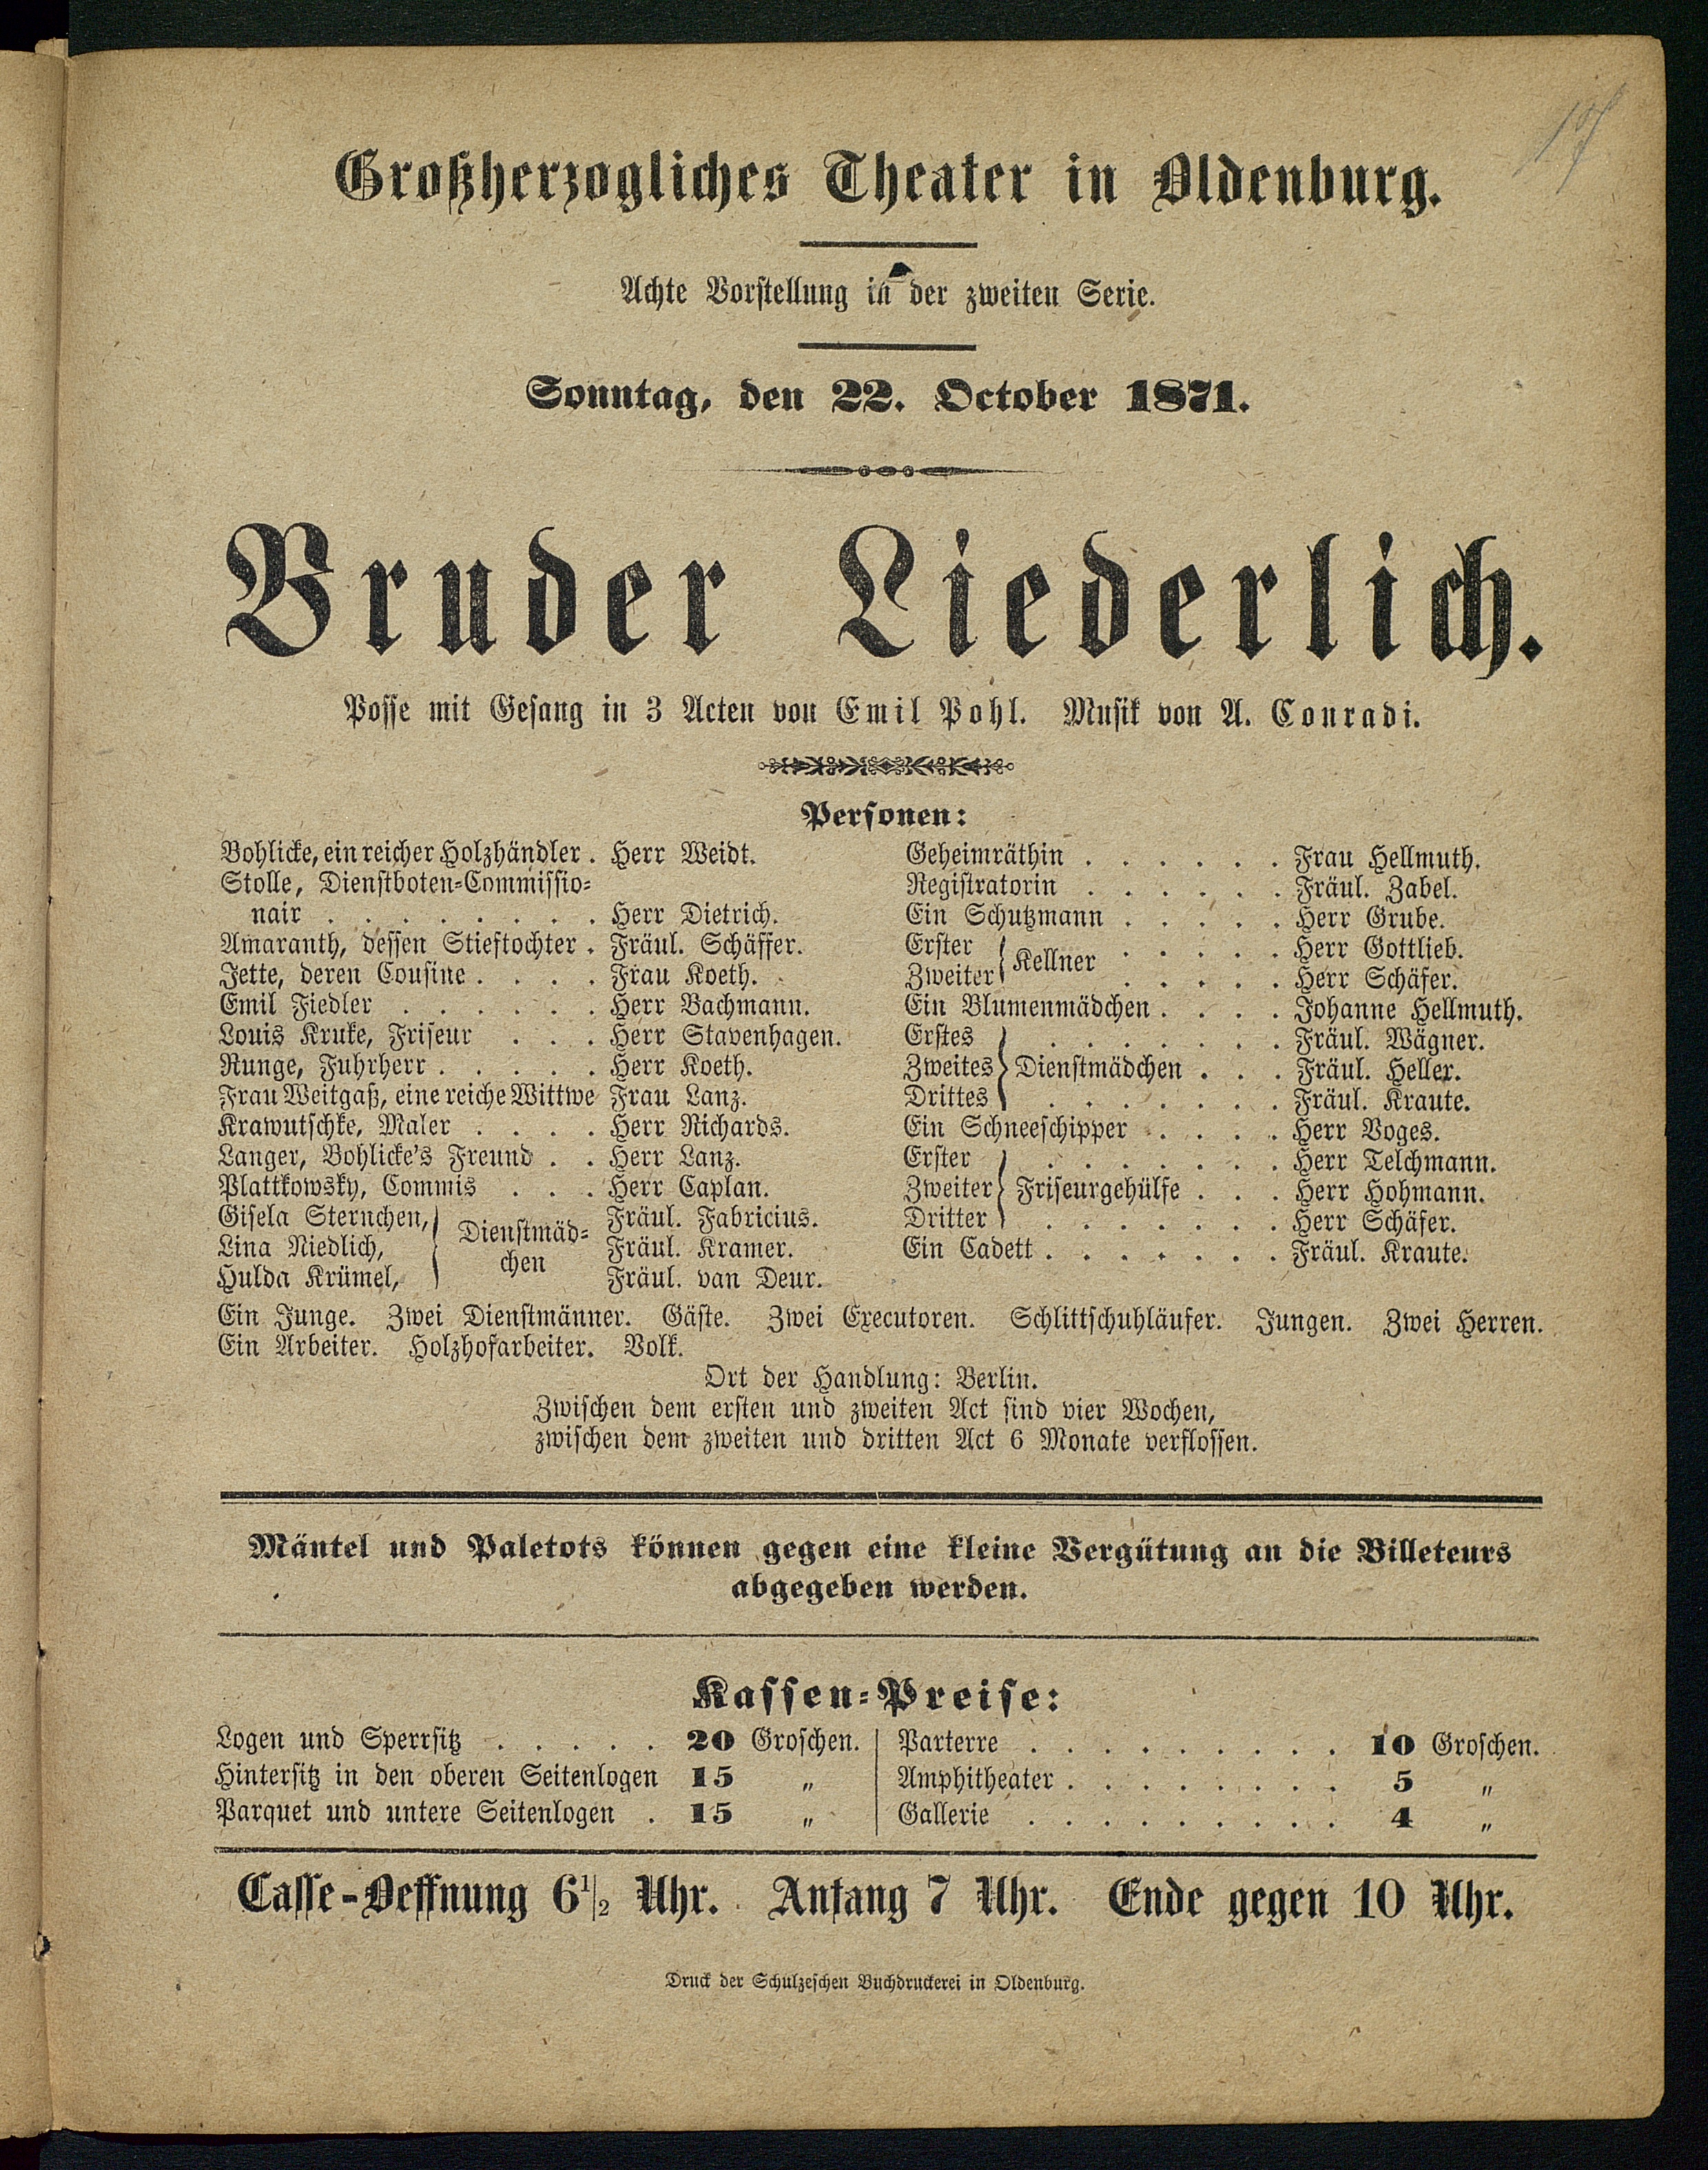 Großherzogliches Theater in Oldenburg.
Achte Vorstellung in der zweiten Serie.
Sonntag, den 22. October 1871.
Bruder Liederlich.
Posse mit Gesang in 3 Acten von Emil Pohl. Musik von A. Conradi.
Personen:
Bohlicke, ein reicher Holzhändler . Herr Weidt.
Stolle, Dienstboten-Commissio-
nair . . . . . . . . Herr Dietrich.
Amaranth, dessen Stieftochter . Fräul. Schäffer.
Jette, deren Cousine . . . . Frau Koeth.
Emil Fiedler . . . . . . Herr Bachmann.
Louis Kruke, Friseur . . . Herr Stavenhagen.
Runge, Fuhrherr . . . . . Herr Koeth.
Frau Weitgaß, eine reiche Wittwe Frau Lanz.
Krawutschke, Maler . . . . Herr Richards.
Langer, Bohlicke's Freund . . Herr Lanz.
Plattkowsky, Commis . . . Herr Caplan.
Gisela Sternchen, Fräul. Fabricius.
Lina Niedlich, Dienstmäd-chen Fräul. Kramer.
Hulda Krümel, Fräul. van Deur.
Geheimräthin . . . . . . Frau Hellmuth.
Registratorin . . . . . . Fräul. Zabel.
Ein Schutzmann . . . . . Herr Grube.
Erster Kellner . . . . . Herr Gottlieb.
Zweiter . . . . . Herr Schäfer.
Ein Blumenmädchen . . . . Johanne Hellmuth.
Erstes . . . . . . . Fräul. Wägner.
Zweites Dienstmädchen . . . Fräul. Heller.
Drittes . . . . . . . Fräul. Kraute.
Ein Schneeschipper . . . . Herr Voges.
Erster . . . . . . . Herr Telchmann.
Zweiter Friseurgehülfe . . . Herr Hohmann.
Dritter . . . . . . . Herr Schäfer.
Ein Cadett . . . . . . . Fräul. Kraute.
Ein Junge. Zwei Dienstmänner. Gäste. Zwei Executoren. Schlittschuhläufer. Jungen. Zwei Herren.
Ein Arbeiter. Holzhofarbeiter. Volk.
Ort der Handlung: Berlin.
Zwischen dem ersten und zweiten Act sind vier Wochen,
zwischen dem zweiten und dritten Act 6 Monate verflossen.
Mäntel und Paletots können gegen eine kleine Vergütung an die Billeteurs
abgegeben werden.
Kassen-Preise:
Logen und Sperrsitz . . . . . 20 Groschen.
Hintersitz in den oberen Seitenlogen 15 „
Parquet und untere Seitenlogen . 15 „
Parterre . . . . . . . . . 10 Groschen.
Amphitheater . . . . . . . . 5 „
Gallerie . . . . . . . . . 4 „
Casse-Oeffnung 6 1/2 Uhr. Anfang 7 Uhr. Ende gegen 10 Uhr.
Druck der Schulzeschen Buchdruckerei in Oldenburg.